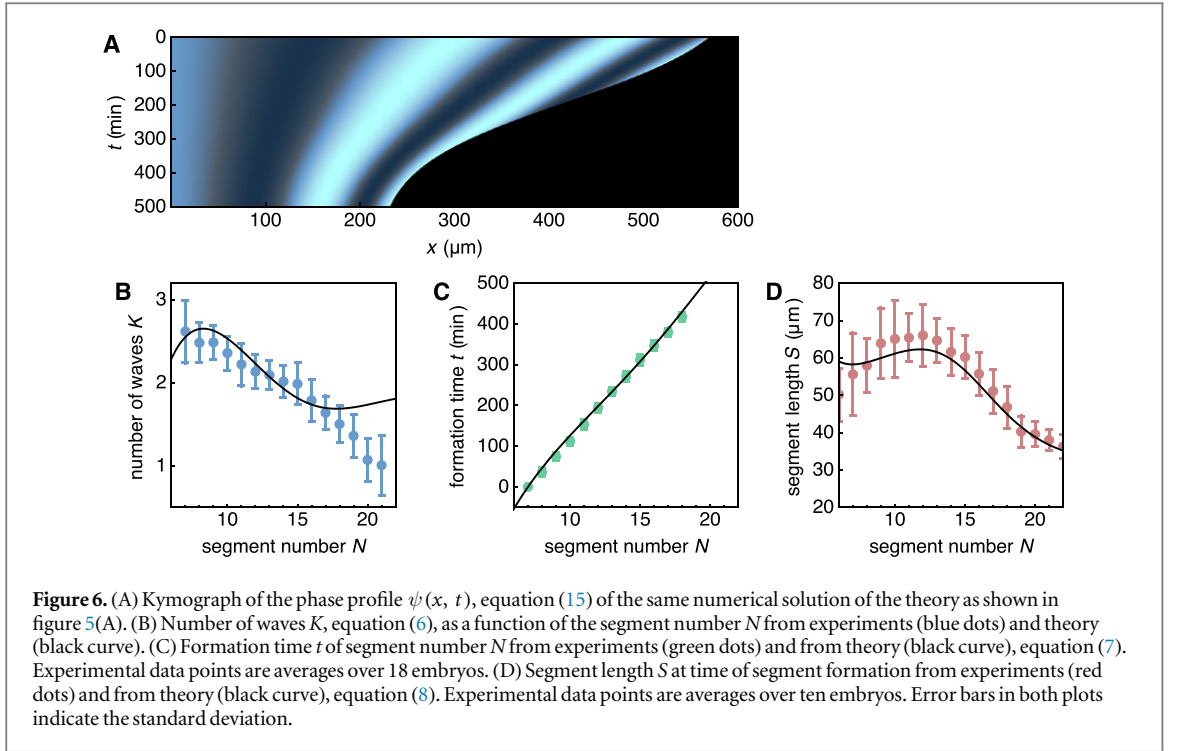 A
0
100
200
300
400
500
t (min)
100
200
300
400
500
600
x (μm)
B
3
2
1
number of waves K
10
15
20
segment number N
C
500
400
300
200
100
0
formation time t (min)
10
15
20
segment number N
D
80
70
60
50
40
30
20
segment length S (μm)
10
15
20
segment number N
Figure 6. (A) Kymograph of the phase profile ψ(x, t), equation (15) of the same numerical solution of the theory as shown in
figure 5(A). (B) Number of waves K, equation (6), as a function of the segment number N from experiments (blue dots) and theory
(black curve). (C) Formation time t of segment number N from experiments (green dots) and from theory (black curve), equation (7).
Experimental data points are averages over 18 embryos. (D) Segment length S at time of segment formation from experiments (red
dots) and from theory (black curve), equation (8). Experimental data points are averages over ten embryos. Error bars in both plots
indicate the standard deviation.